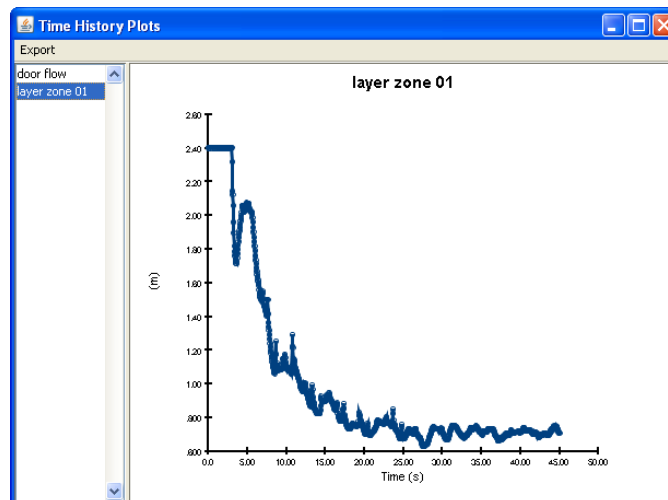 Time History Plots
Export
door flow
layer zone 01
layer zone 01
2.60
2.40
2.20
2.00
1.80
1.60
1.40
1.20
1.00
.800
.600
(m)
0.0 5.00 10.00 15.00 20.00 25.00 30.00 35.00 40.00 45.00 50.00
Time (s)